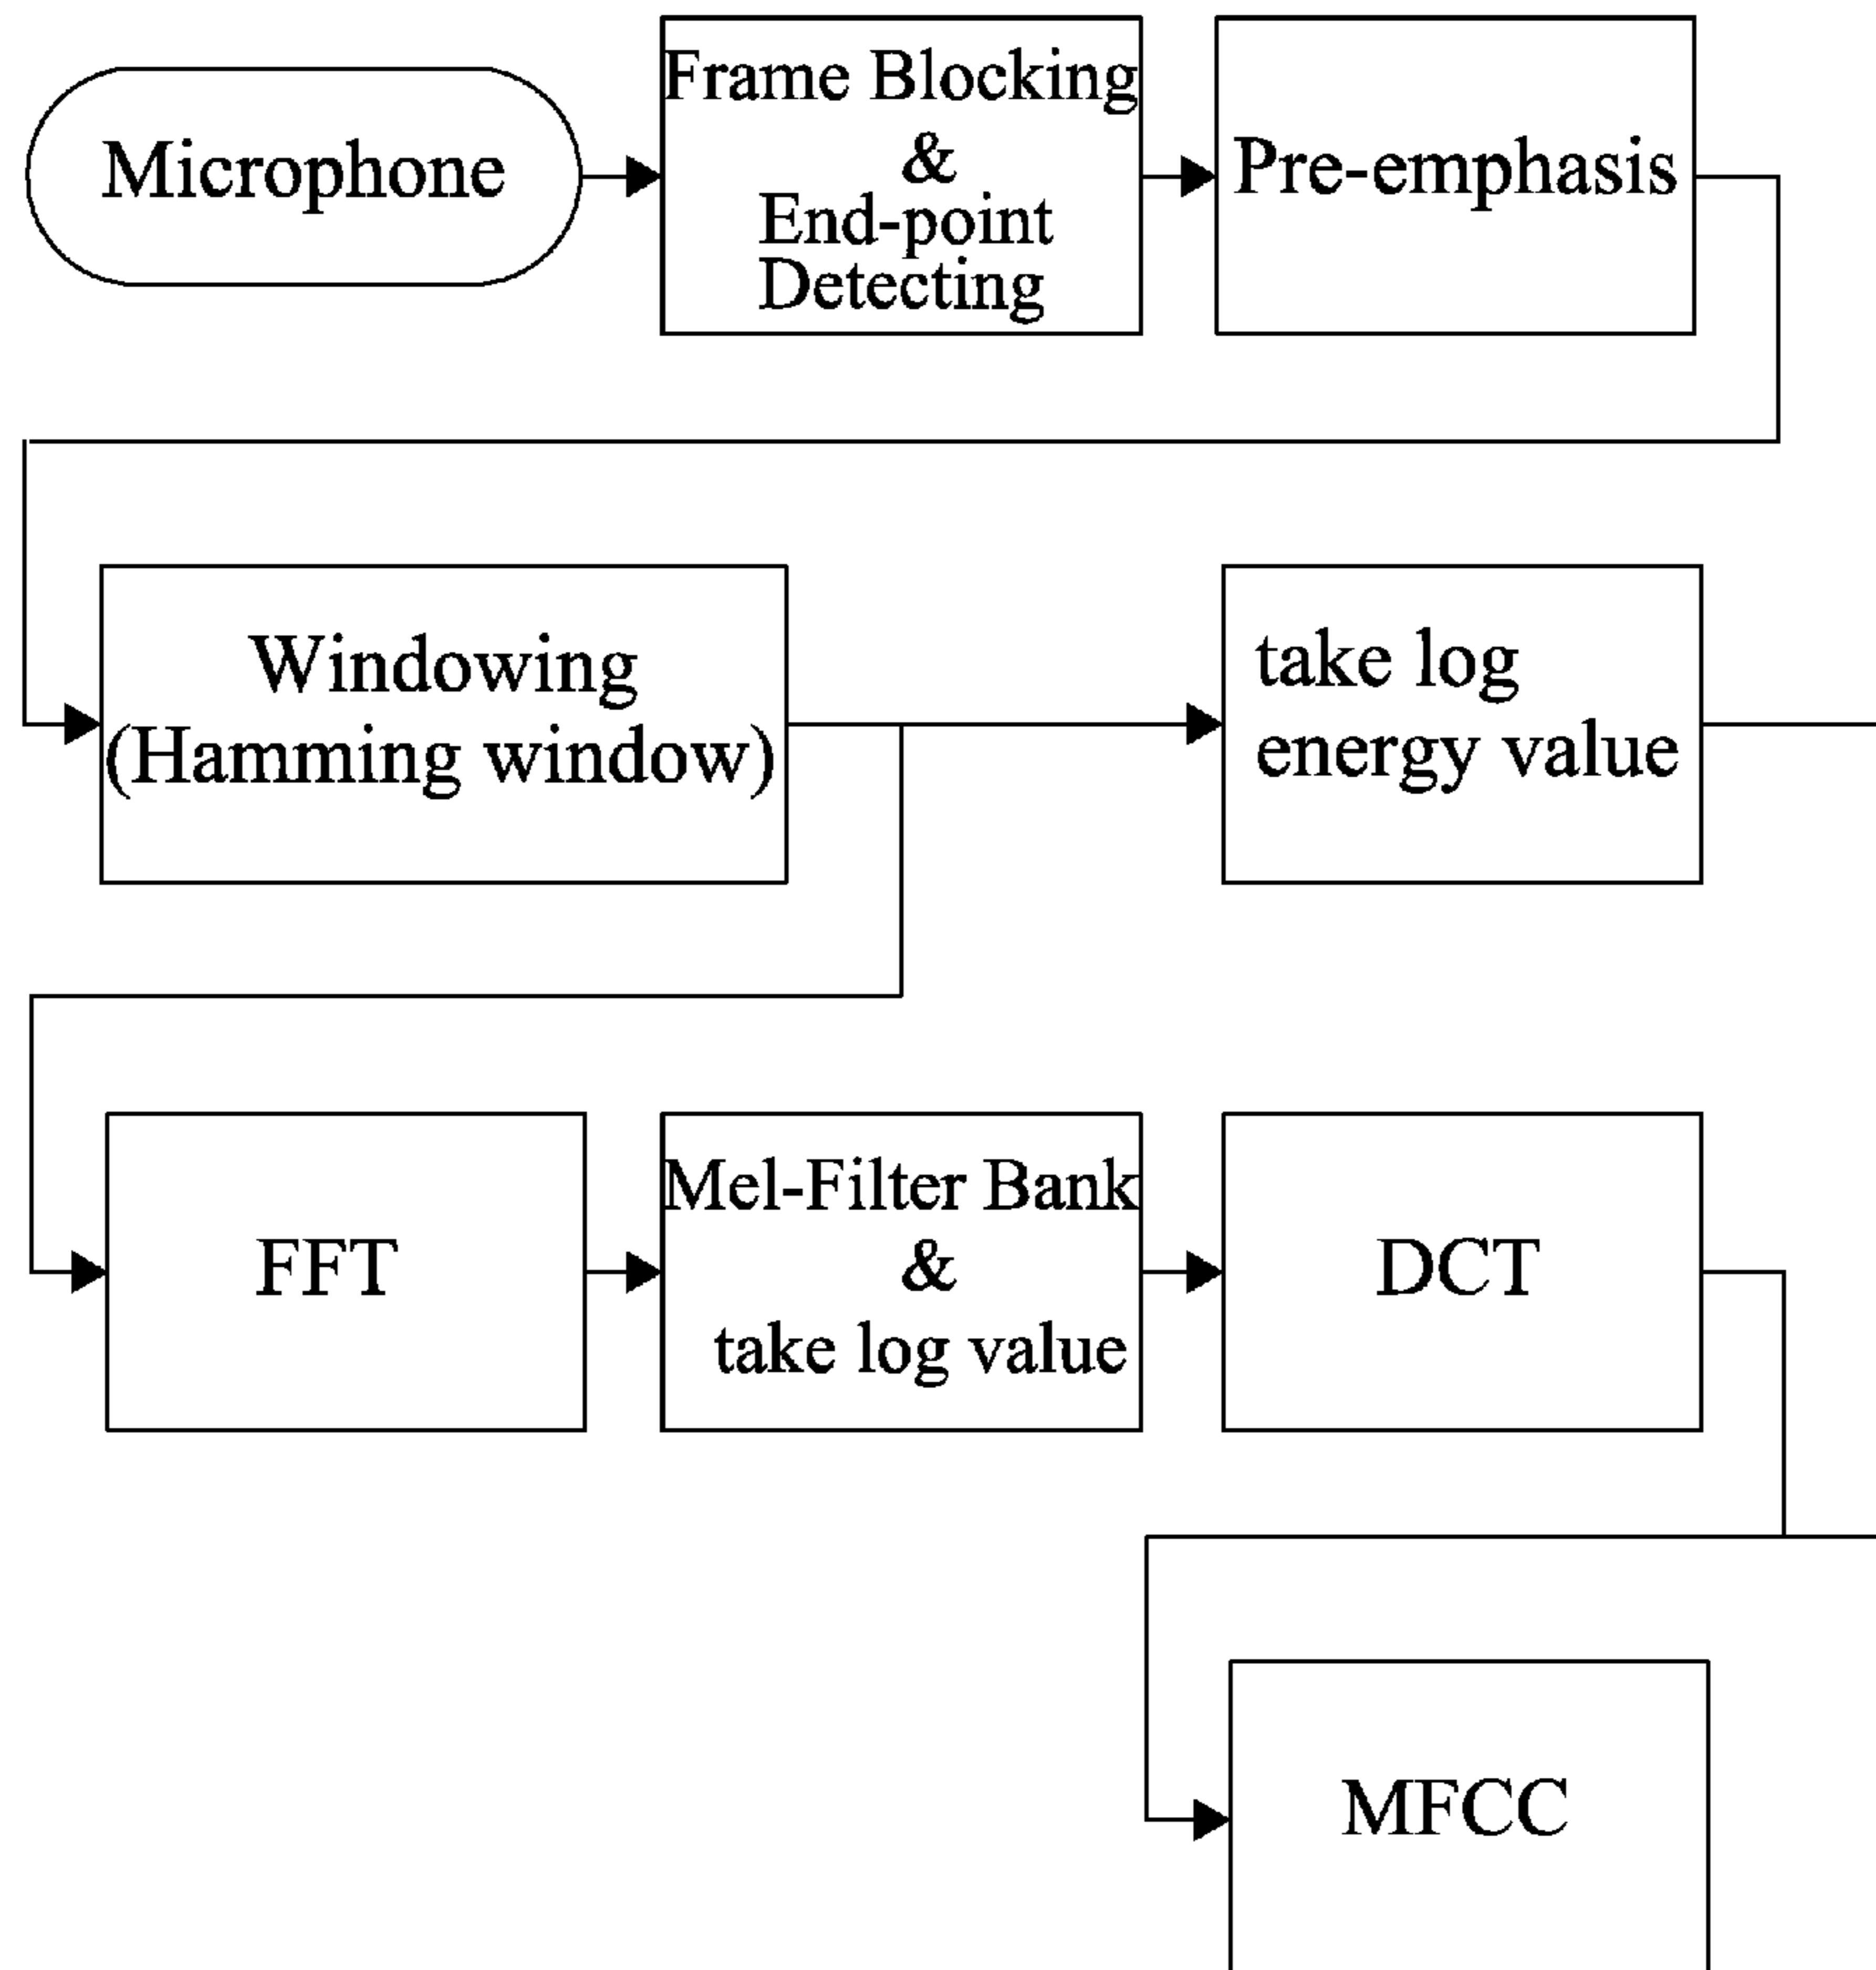 Microphone
Frame Blocking
&
End-point
Detecting
Pre-emphasis
Windowing
(Hamming window)
take log
energy value
FFT
Mel-Filter Bank
&
take log value
DCT
MFCC